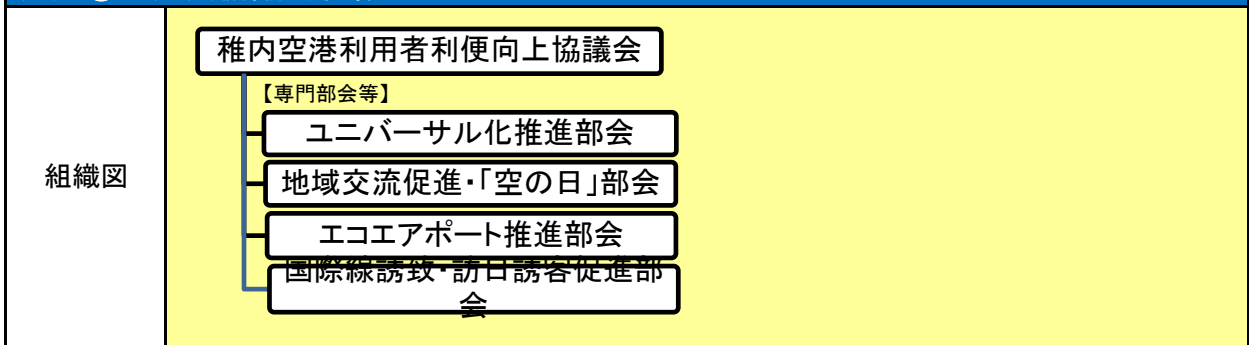 組織図
稚内空港利用者利便向上協議会
【専門部会等】
ユニバーサル化推進部会
地域交流促進・「空の日」部会
エコエアポート推進部会
国際線誘致・訪日誘客促進部
会